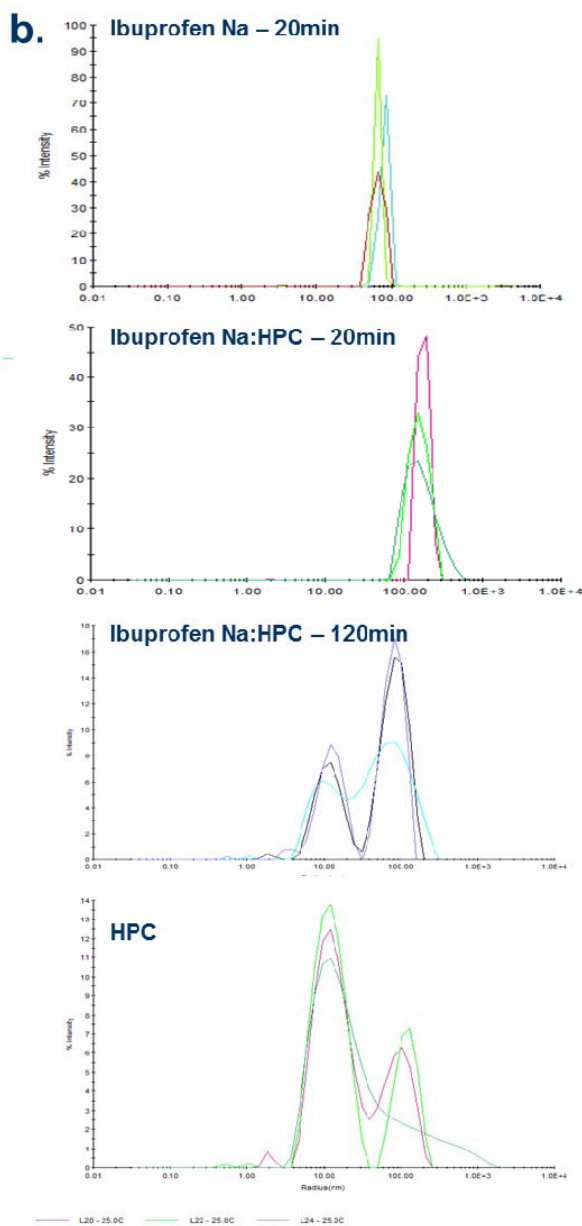 b.
Ibuprofen Na – 20min
100
90
80
70
60
50
40
30
20
10
0
% Intensity
0.01 0.10 1.00 10.00 100.00 1.0E+3 1.0E+4
Ibuprofen Na:HPC – 20min
50
40
30
20
10
0
% Intensity
0.01 0.10 1.00 10.00 100.00 1.0E+3 1.0E+4
Ibuprofen Na:HPC – 120min
18
16
14
12
10
8
6
4
2
0
% Intensity
0.01 0.10 1.00 10.00 100.00 1.0E+3 1.0E+4
HPC
14
13
12
11
10
9
8
7
6
5
4
3
2
1
0
% Intensity
0.01 0.10 1.00 10.00 100.00 1.0E+3 1.0E+4
Radius(nm)
L20 - 25.0C L22 - 25.0C L24 - 25.0C